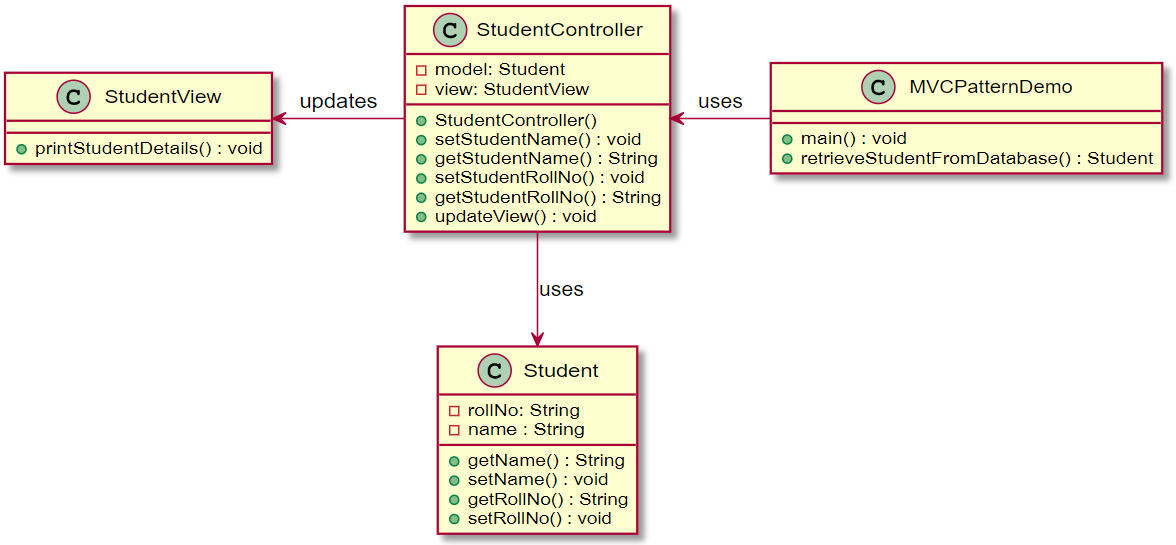 C StudentController
model: Student
view: StudentView
StudentController()
setStudentName() : void
getStudentName() : String
setStudentRollNo() : void
getStudentRollNo() : String
updateView() : void
C StudentView
printStudentDetails() : void
updates
uses
C MVCPatternDemo
main() : void
retrieveStudentFromDatabase() : Student
uses
C Student
rollNo: String
name : String
getName() : String
setName() : void
getRollNo() : String
setRollNo() : void